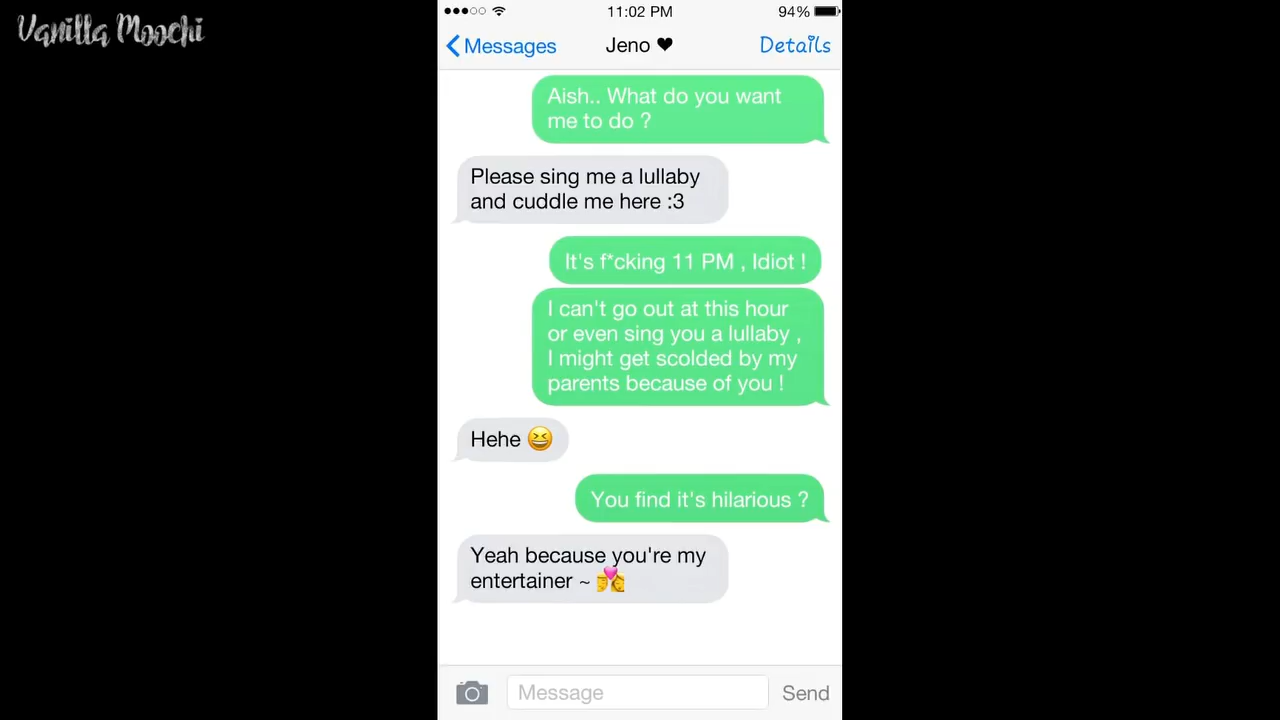 Vanilla Moochi
11:02 PM
94%
Messages
Jeno ♥
Details
Aish.. What do you want
me to do ?
Please sing me a lullaby
and cuddle me here :3
It's f*cking 11 PM , Idiot !
I can't go out at this hour
or even sing you a lullaby ,
I might get scolded by my
parents because of you !
Hehe 😆
You find it's hilarious ?
Yeah because you're my
entertainer ~ 💏
Message
Send